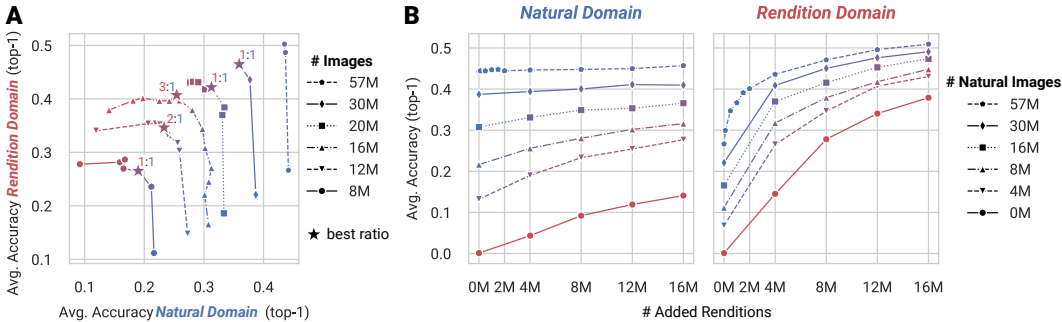 A
Avg. Accuracy Rendition Domain (top-1)
0.5
0.4
0.3
0.2
0.1
0.1 0.2 0.3 0.4
Avg. Accuracy Natural Domain (top-1)
1:1
1:1
3:1
2:1
1:1
# Images
57M
30M
20M
16M
12M
8M
best ratio
B
Natural Domain
Rendition Domain
Avg. Accuracy (top-1)
0.5
0.4
0.3
0.2
0.1
0.0
0M 2M 4M 8M 12M 16M
0M 2M 4M 8M 12M 16M
# Added Renditions
# Natural Images
57M
30M
16M
8M
4M
0M